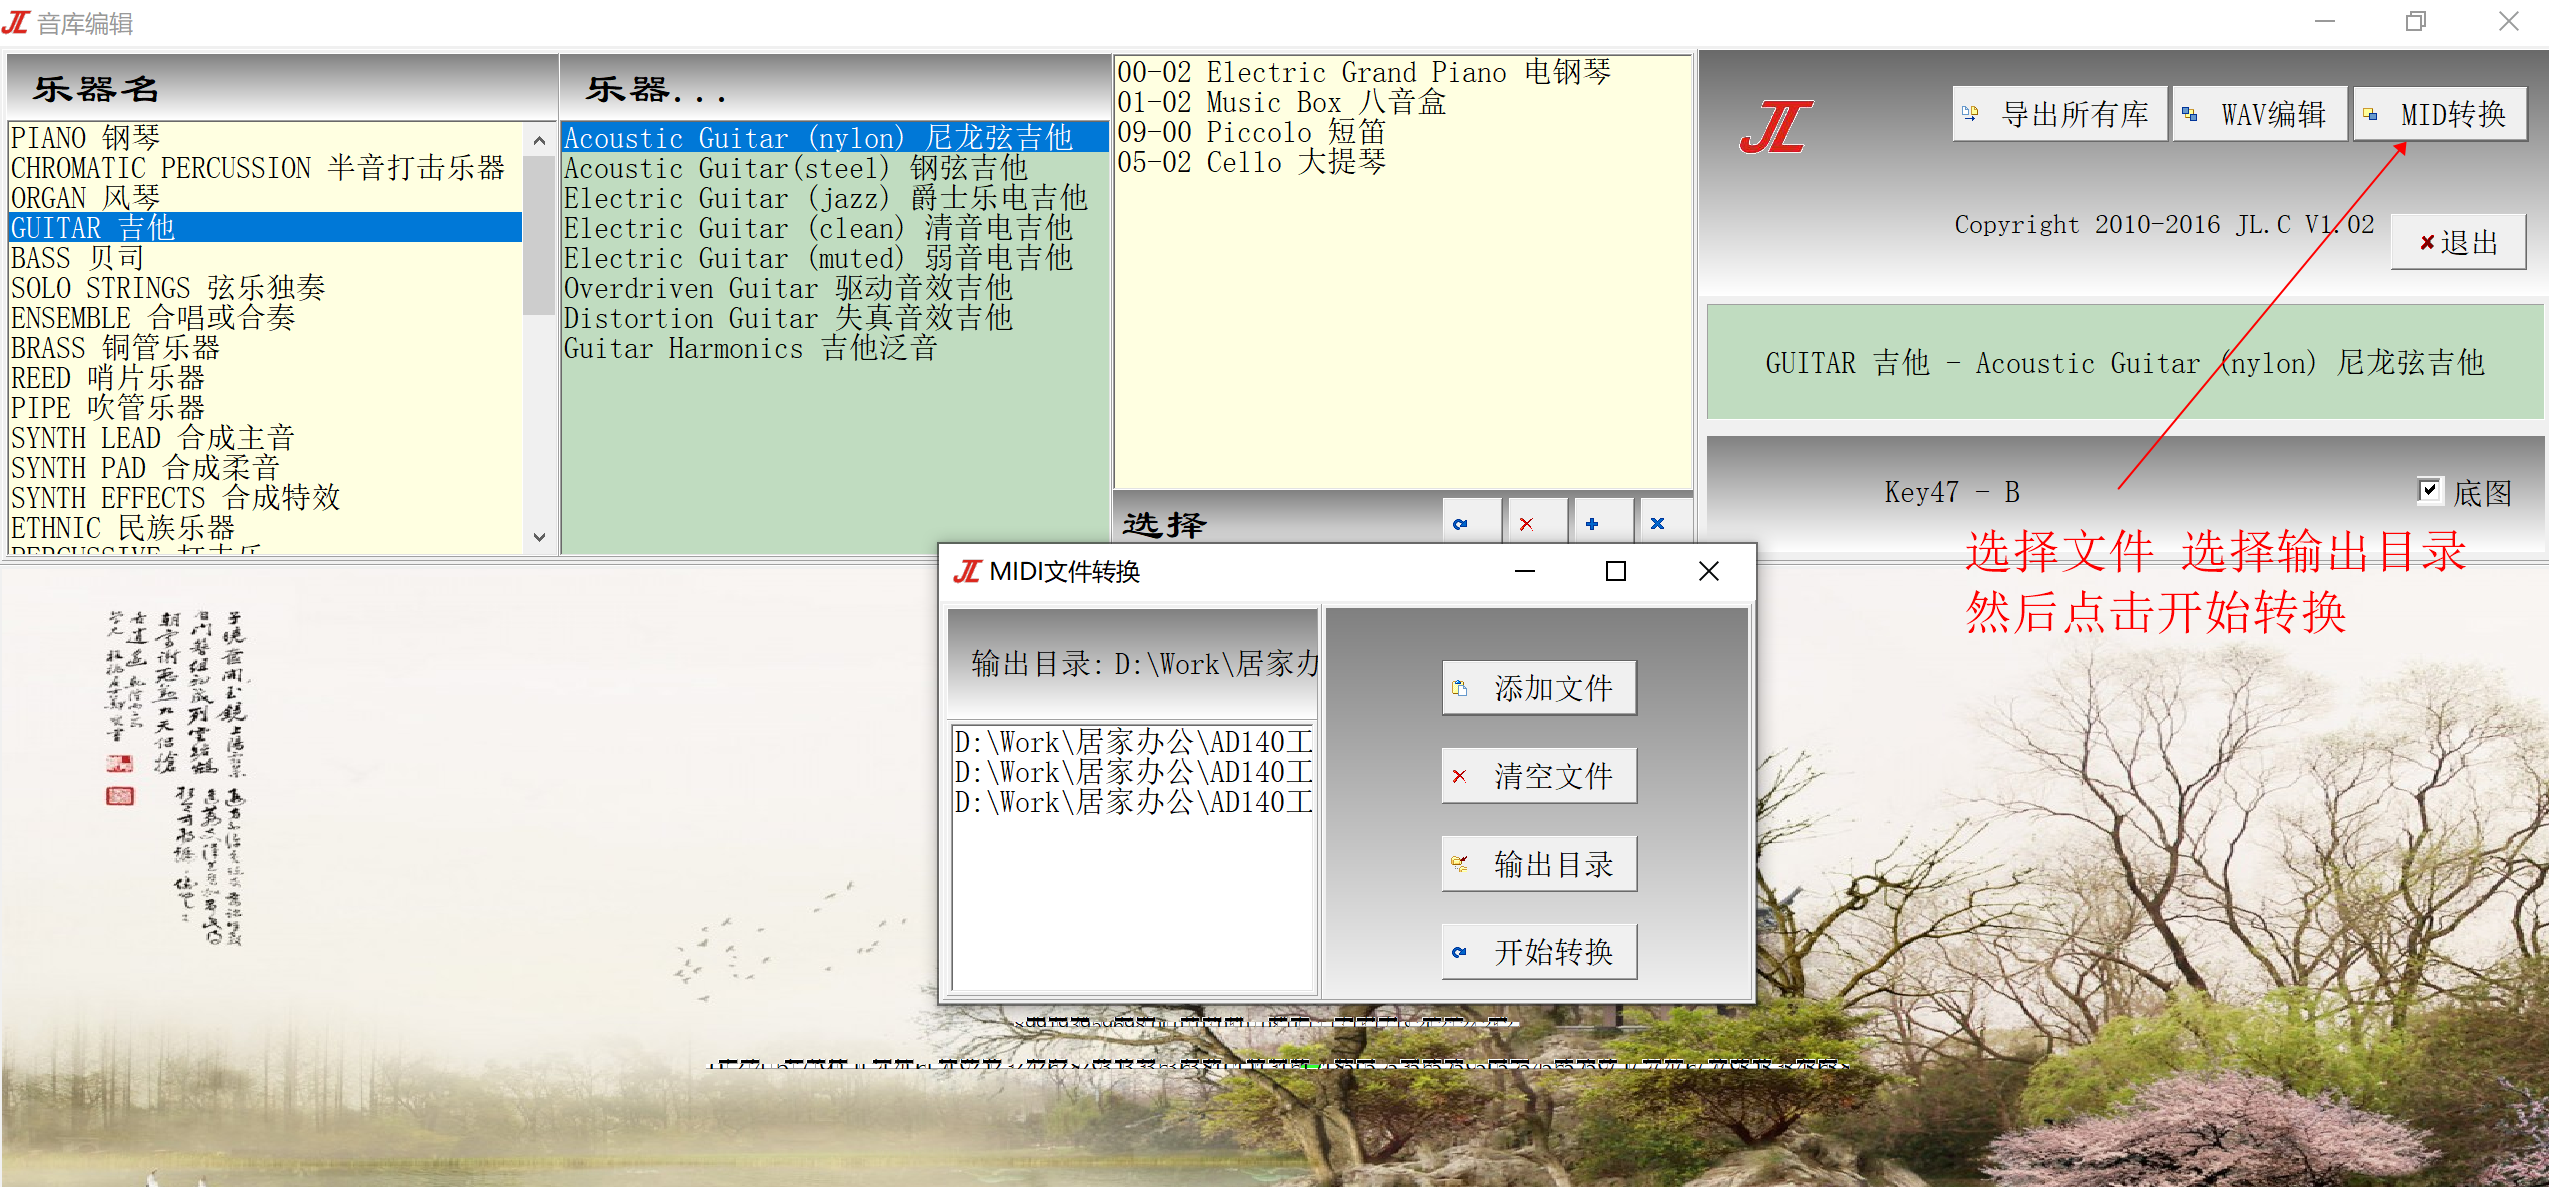 JL 音库编辑
乐器名
PIANO 钢琴
CHROMATIC PERCUSSION 半音打击乐器
ORGAN 风琴
GUITAR 吉他
BASS 贝司
SOLO STRINGS 弦乐独奏
ENSEMBLE 合唱或合奏
BRASS 铜管乐器
REED 哨片乐器
PIPE 吹管乐器
SYNTH LEAD 合成主音
SYNTH PAD 合成柔音
SYNTH EFFECTS 合成特效
ETHNIC 民族乐器
PERCUSSIVE 打击乐
乐器...
Acoustic Guitar (nylon) 尼龙弦吉他
Acoustic Guitar(steel) 钢弦吉他
Electric Guitar (jazz) 爵士乐电吉他
Electric Guitar (clean) 清音电吉他
Electric Guitar (muted) 弱音电吉他
Overdriven Guitar 驱动音效吉他
Distortion Guitar 失真音效吉他
Guitar Harmonics 吉他泛音
00-02 Electric Grand Piano 电钢琴
01-02 Music Box 八音盒
09-00 Piccolo 短笛
05-02 Cello 大提琴
选择
JL
导出所有库
WAV编辑
MID转换
Copyright 2010-2016 JL.C V1.02
退出
GUITAR 吉他 - Acoustic Guitar (nylon) 尼龙弦吉他
Key47 - B
底图
选择文件 选择输出目录
然后点击开始转换
JL MIDI文件转换
输出目录: D:\Work\居家办
D:\Work\居家办公\AD140工
D:\Work\居家办公\AD140工
D:\Work\居家办公\AD140工
添加文件
清空文件
输出目录
开始转换